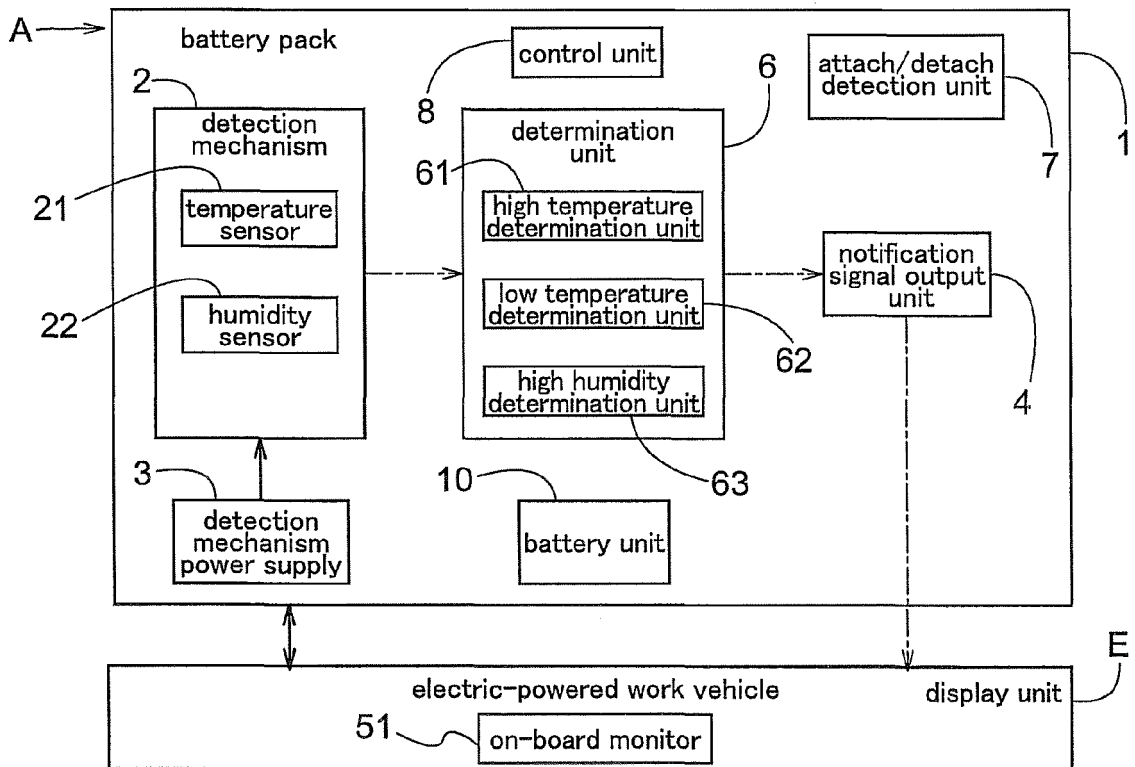 A
battery pack
control unit
8
6
attach/detach
detection unit
7
1
2
detection
mechanism
21
temperature
sensor
22
humidity
sensor
determination
unit
61
high temperature
determination unit
low temperature
determination unit
62
high humidity
determination unit
63
notification
signal output
unit
4
3
detection
mechanism
power supply
10
battery unit
E
electric-powered work vehicle
display unit
51
on-board monitor